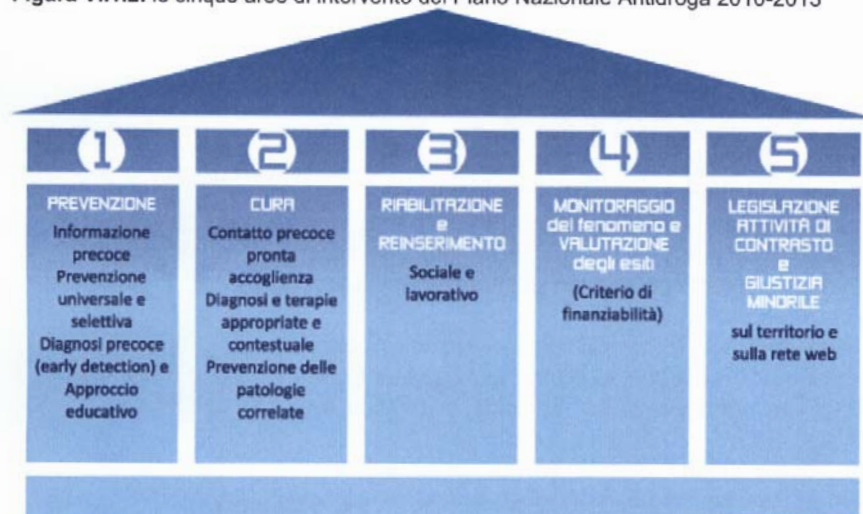 Figura V.1.2: le cinque aree di intervento del Piano Nazionale Antidroga 2010-2013
1
PREVENZIONE
Informazione
precoce
Prevenzione
universale e
selettiva
Diagnosi precoce
(early detection) e
Approccio
educativo
2
CURA
Contatto precoce
pronta
accoglienza
Diagnosi e terapie
appropriate e
contestuale
Prevenzione delle
patologie
correlate
3
RIABILITAZIONE
e
REINSERIMENTO
Sociale e
lavorativo
4
MONITORAGGIO
del fenomeno e
VALUTAZIONE
degli esiti
(Criterio di
finanziabilità)
5
LEGISLAZIONE
ATTIVITÀ DI
CONTRASTO
e
GIUSTIZIA
MINORILE
sul territorio e
sulla rete web